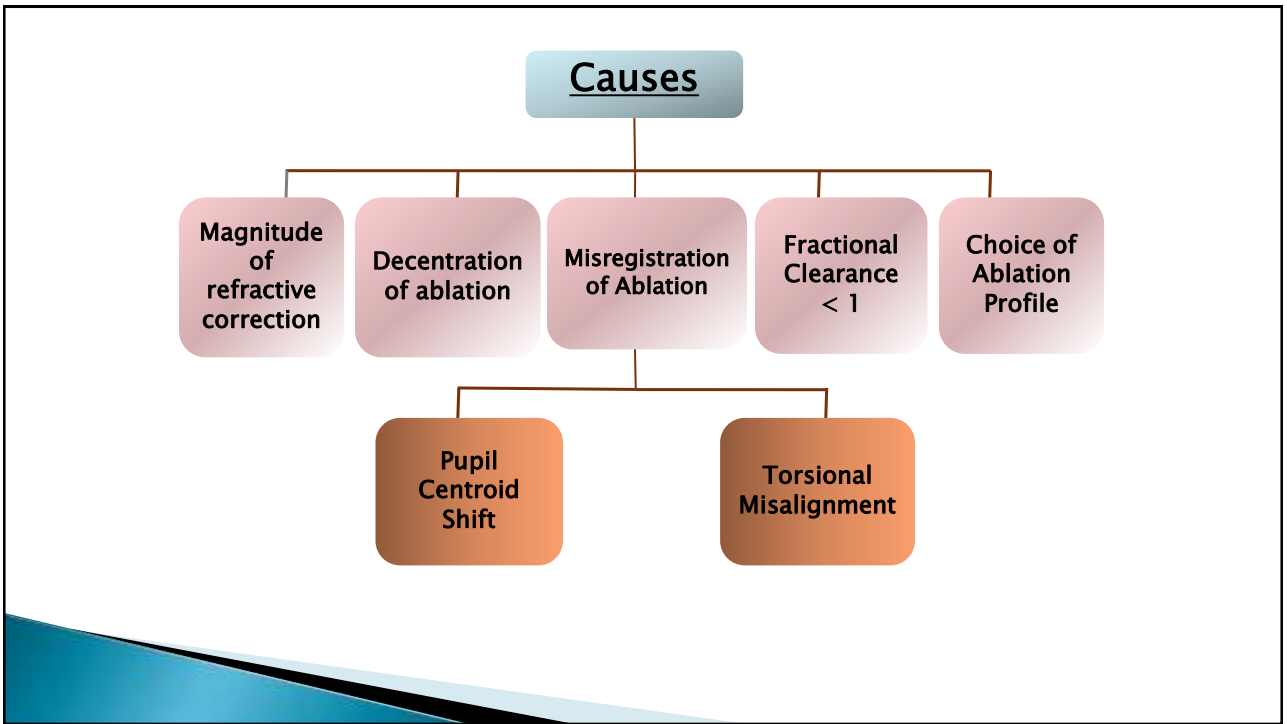 Causes
Magnitude
of
refractive
correction
Decentration
of ablation
Misregistration
of Ablation
Fractional
Clearance
< 1
Choice of
Ablation
Profile
Pupil
Centroid
Shift
Torsional
Misalignment